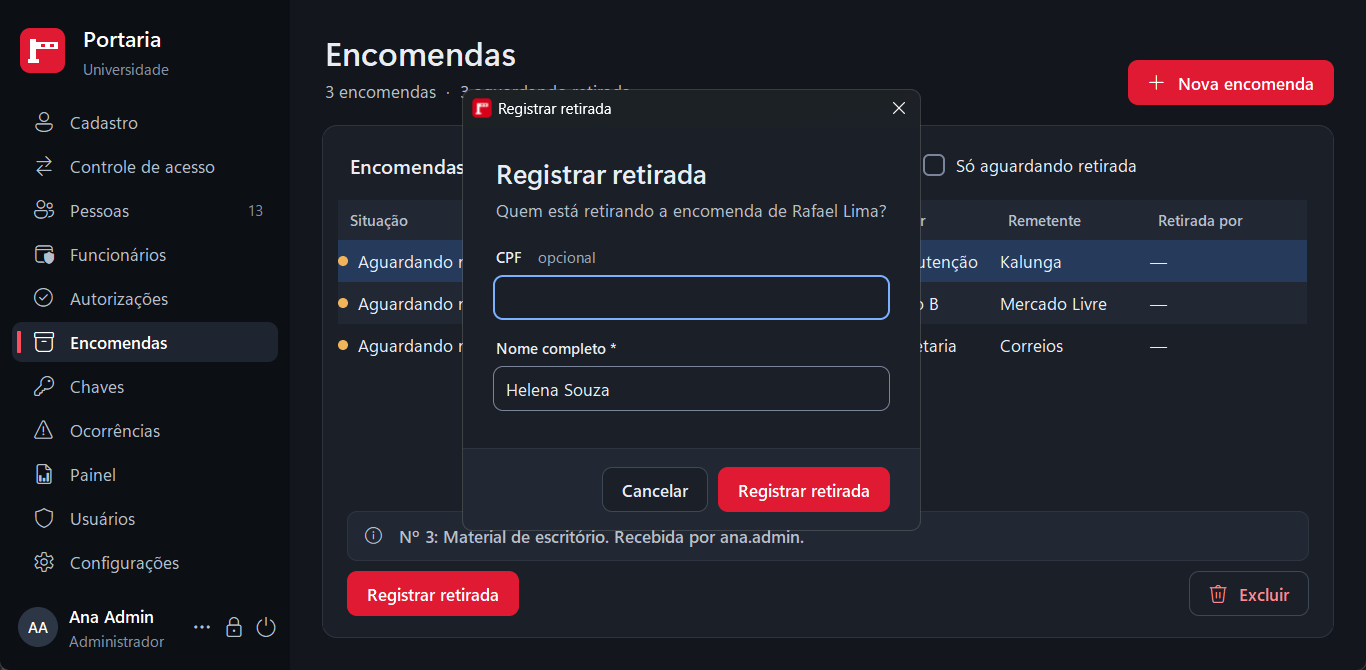 Portaria
Universidade
Cadastro
Controle de acesso
Pessoas 13
Funcionários
Autorizações
Encomendas
Chaves
Ocorrências
Painel
Usuários
Configurações
AA
Ana Admin
Administrador
Encomendas
3 encomendas · 3 aguardando retirada
+ Nova encomenda
Encomendas
Só aguardando retirada
Situação Remetente Retirada por
Aguardando Kalunga —
Aguardando B Mercado Livre —
Aguardando Correios —
Registrar retirada
Registrar retirada
Quem está retirando a encomenda de Rafael Lima?
CPF opcional
Nome completo *
Helena Souza
Cancelar
Registrar retirada
Nº 3: Material de escritório. Recebida por ana.admin.
Registrar retirada
Excluir